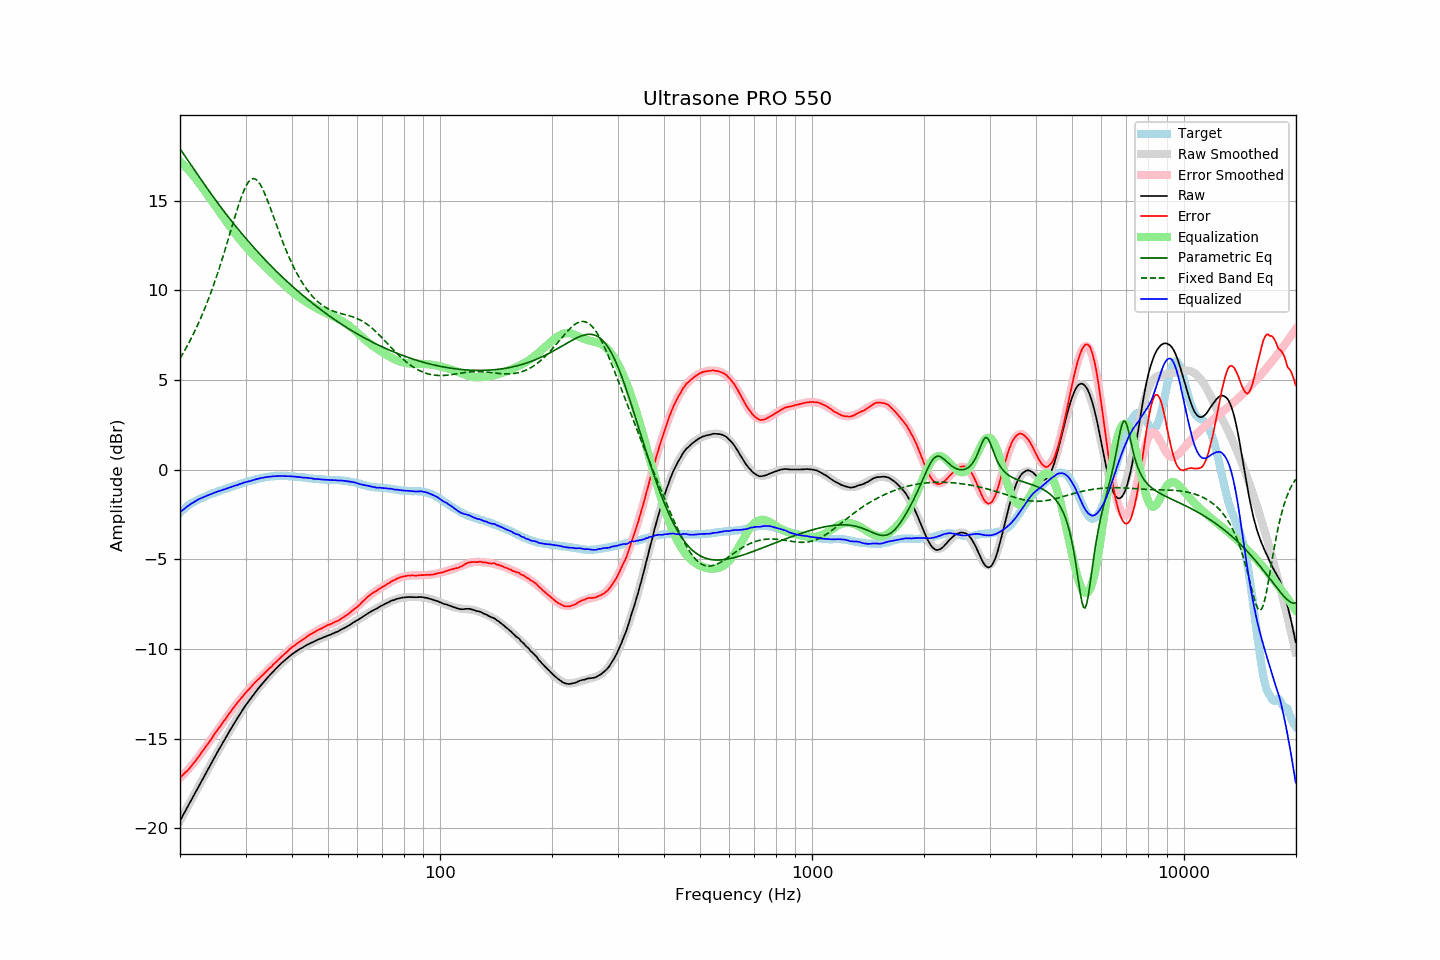 Ultrasone PRO 550
Target
Raw Smoothed
Error Smoothed
Raw
Error
Equalization
Parametric Eq
Fixed Band Eq
Equalized
Amplitude (dBr)
15
10
5
0
−5
−10
−15
−20
100
1000
10000
Frequency (Hz)